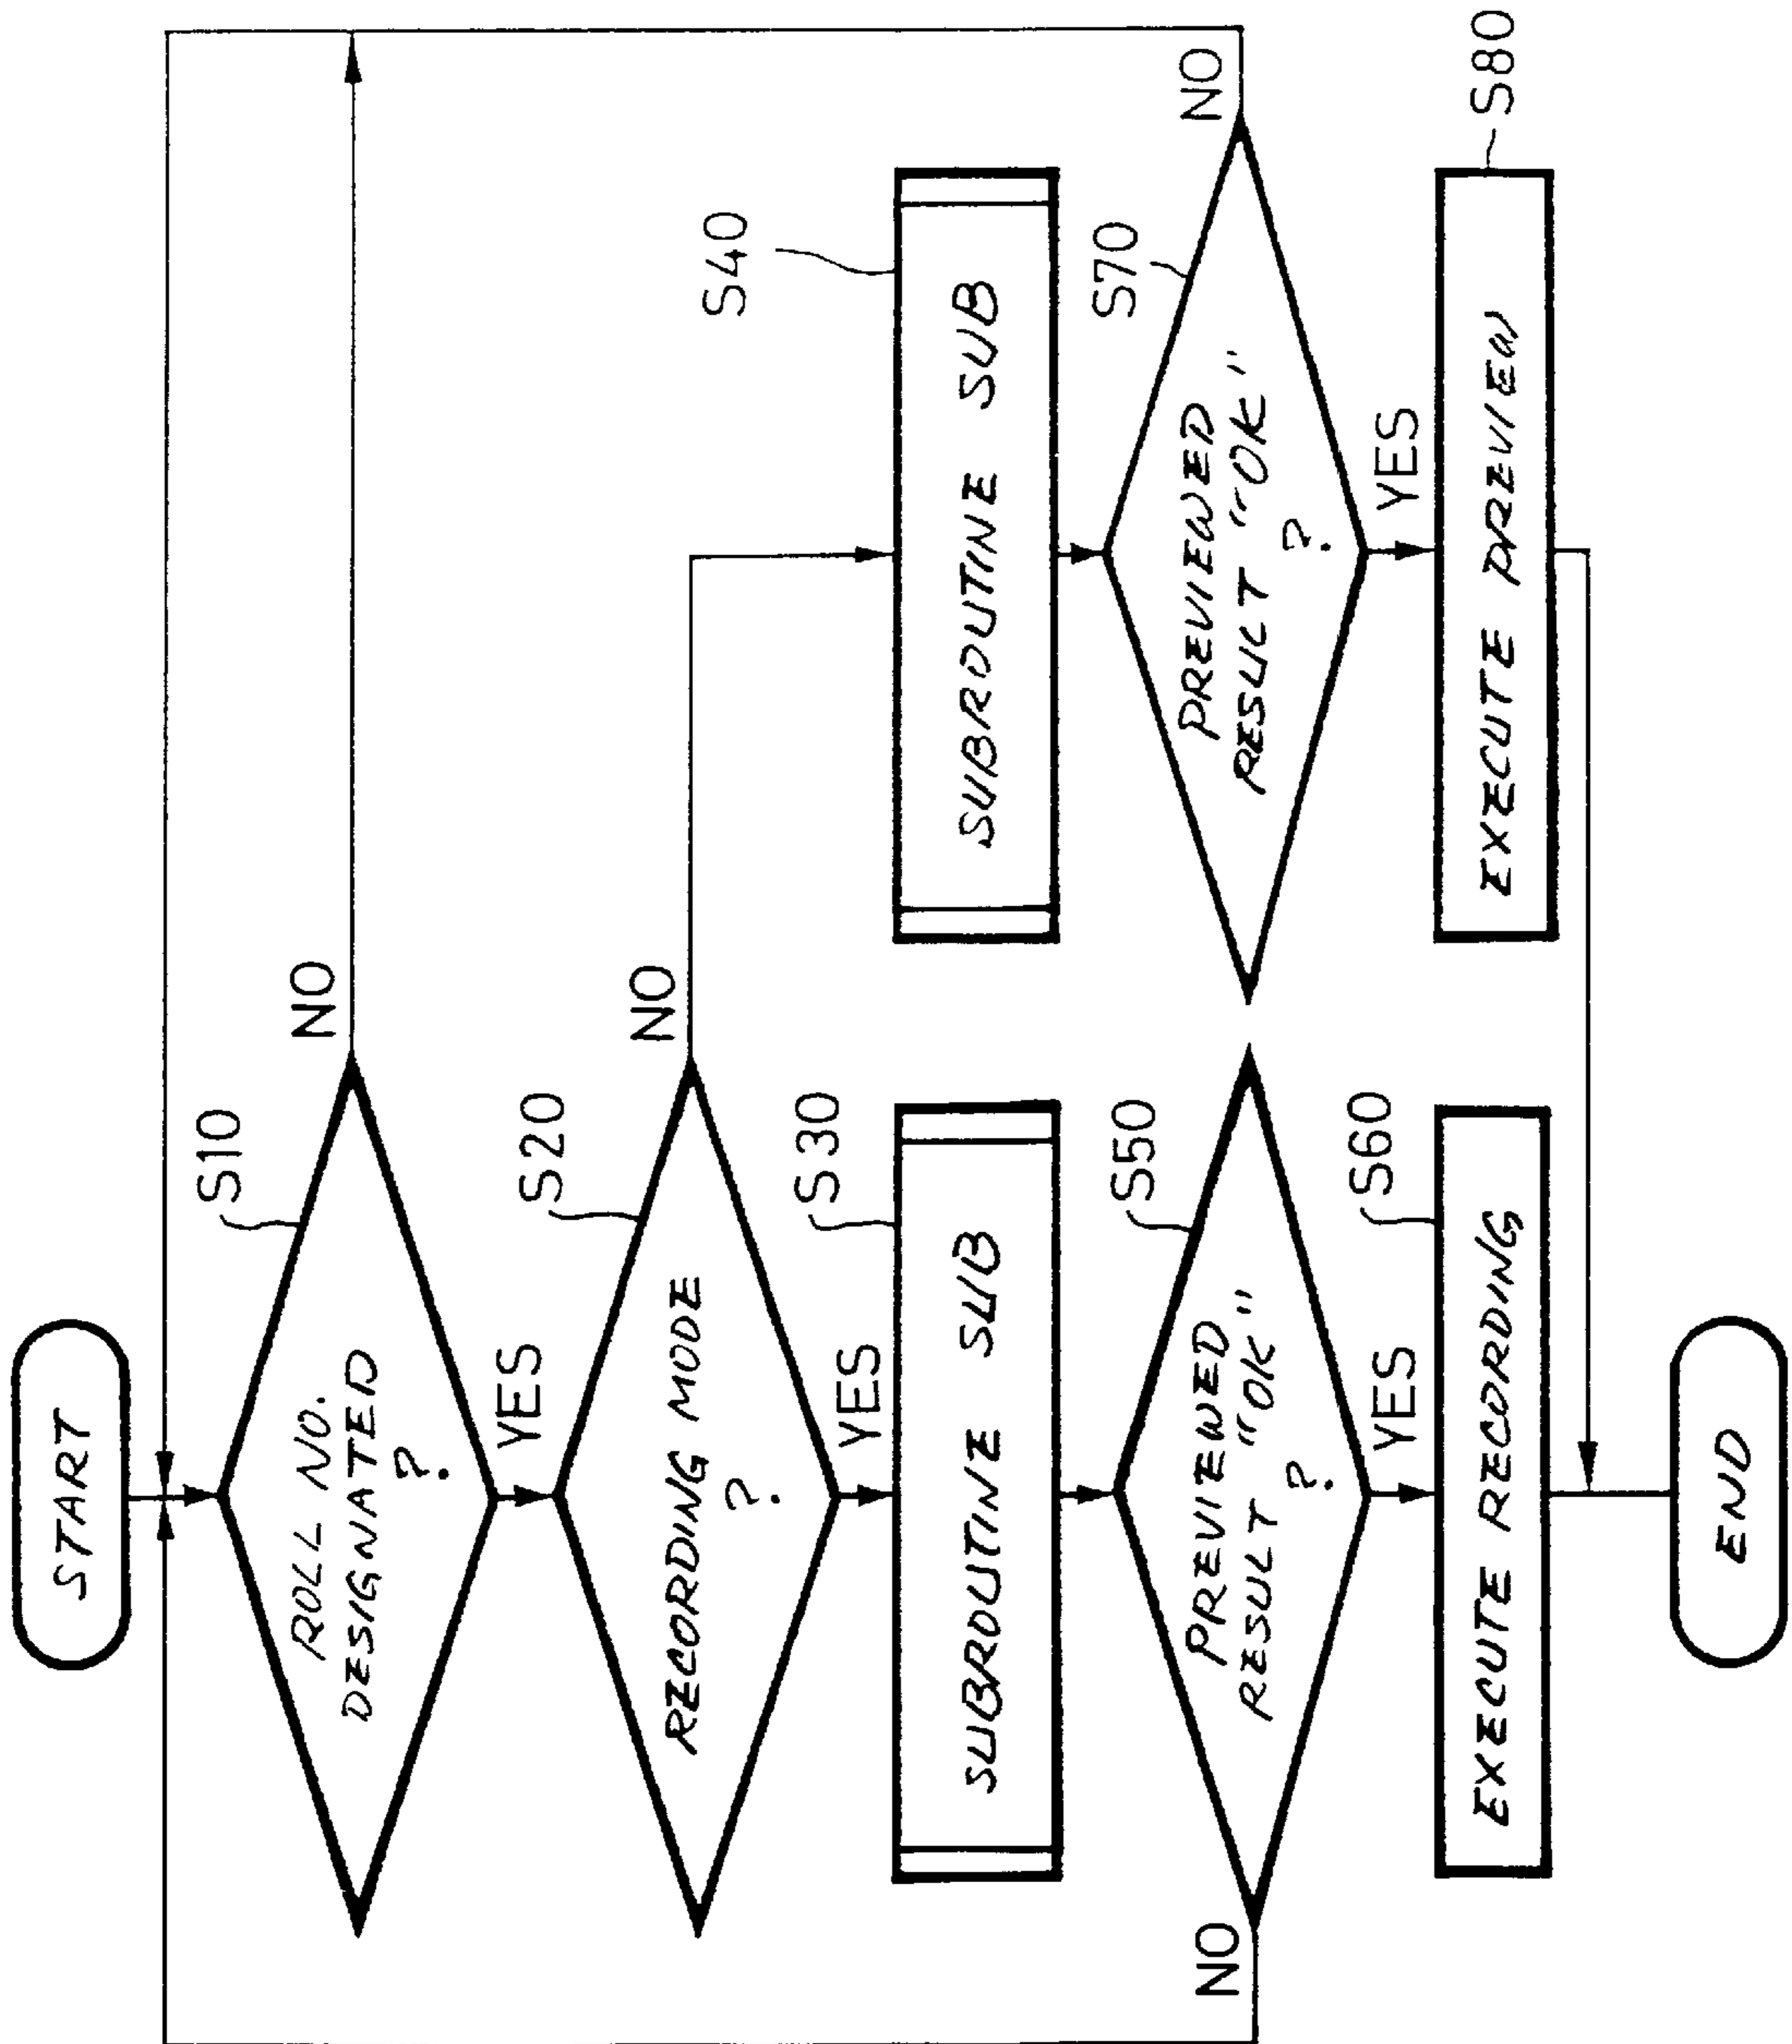 START
S10
ROLL NO.
DESIGNATED
?
NO
YES
S20
RECORDING MODE
?
NO
YES
S30
SUBROUTINE SUB
S40
SUBROUTINE SUB
S50
PREVIEWED
RESULT "OK"
?
NO
YES
S70
PREVIEWED
RESULT "OK"
?
NO
YES
S60
EXECUTE RECORDING
S80
EXECUTE PREVIEW
END